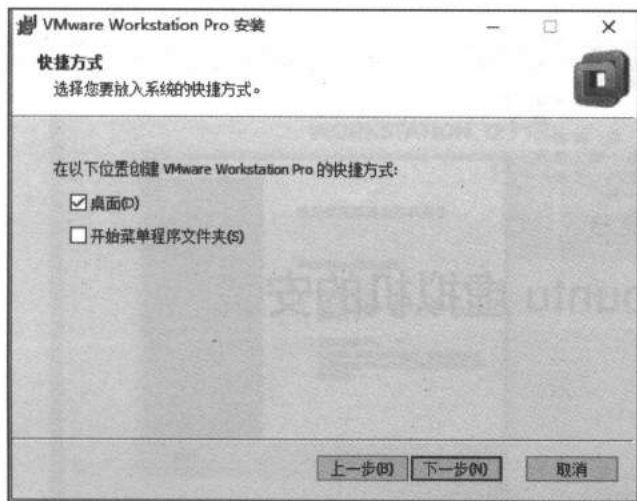 VMware Workstation Pro 安装
快捷方式
选择您要放入系统的快捷方式。
在以下位置创建 VMware Workstation Pro 的快捷方式:
桌面(D)
开始菜单程序文件夹(S)
上一步(B) 下一步(N) 取消